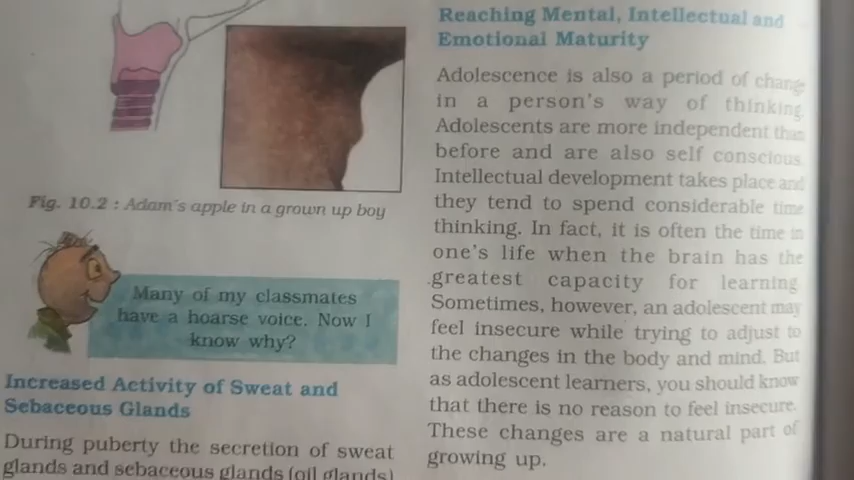 Fig. 10.2 : Adam's apple in a grown up boy
Many of my classmates
have a hoarse voice. Now I
know why?
Increased Activity of Sweat and
Sebaceous Glands
During puberty the secretion of sweat
glands and sebaceous glands (oil glands)
Reaching Mental, Intellectual and
Emotional Maturity
Adolescence is also a period of change
in a person's way of thinking.
Adolescents are more independent than
before and are also self conscious.
Intellectual development takes place and
they tend to spend considerable time
thinking. In fact, it is often the time in
one's life when the brain has the
greatest capacity for learning.
Sometimes, however, an adolescent may
feel insecure while trying to adjust to
the changes in the body and mind. But
as adolescent learners, you should know
that there is no reason to feel insecure.
These changes are a natural part of
growing up.